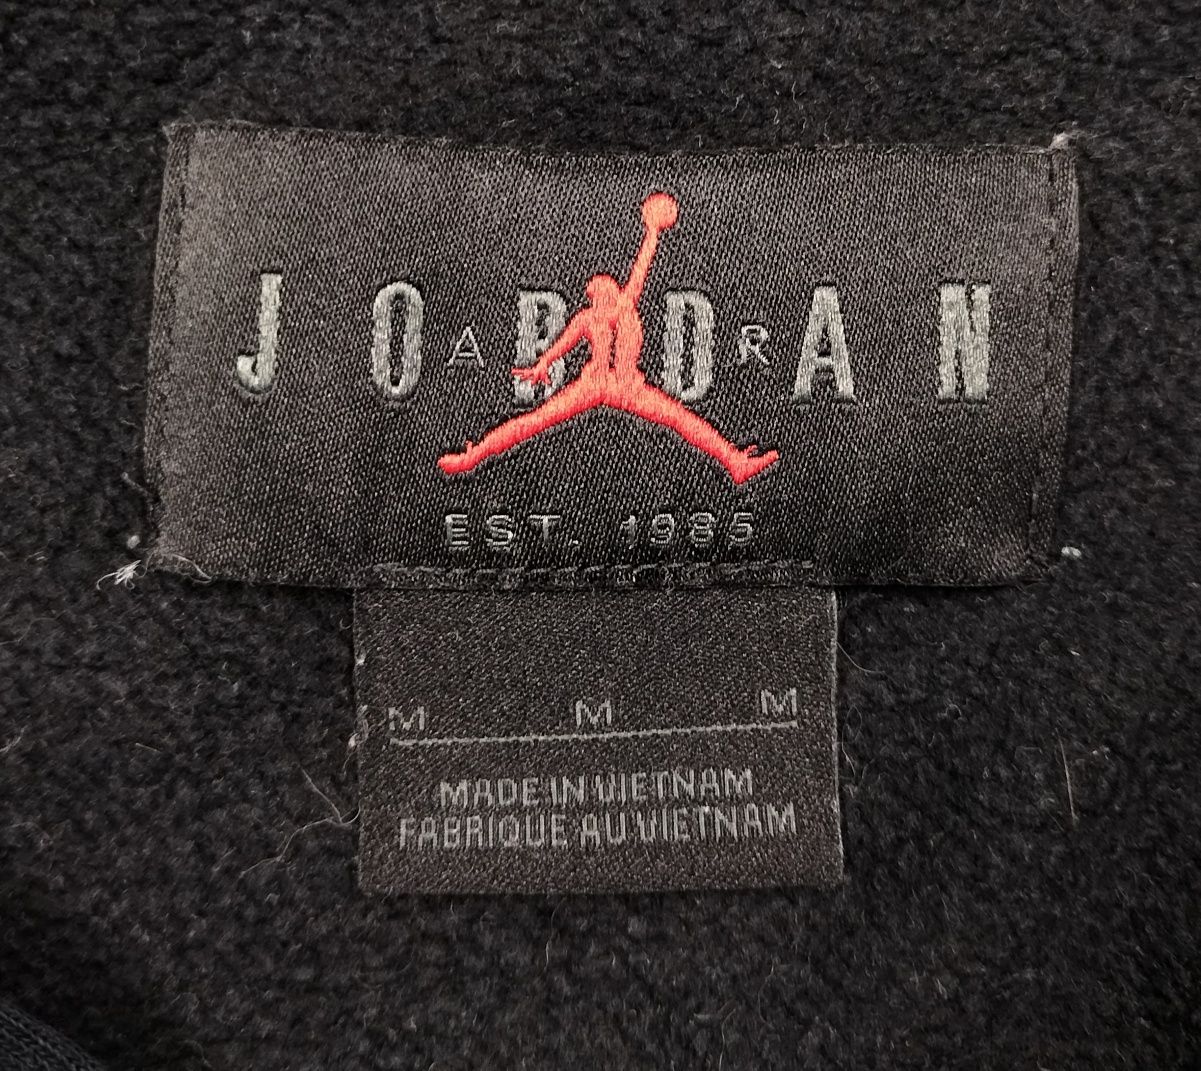 JORDAN
AIR
EST. 1985
M M M
MADE IN VIETNAM
FABRIQUE AU VIETNAM